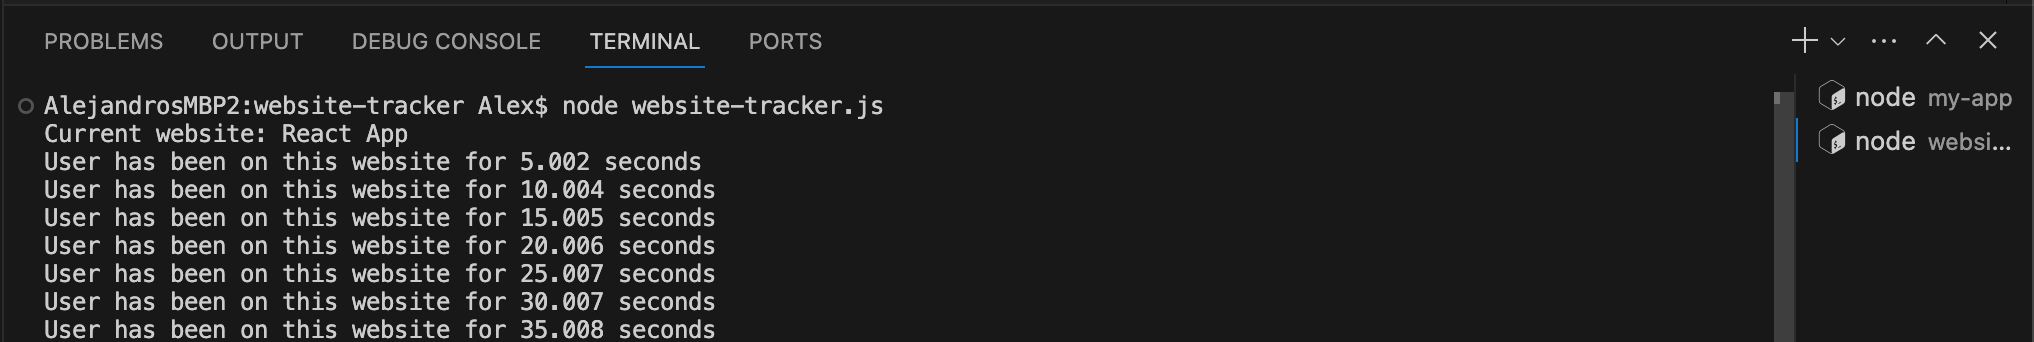 PROBLEMS OUTPUT DEBUG CONSOLE TERMINAL PORTS
AlejandrosMBP2:website-tracker Alex$ node website-tracker.js
Current website: React App
User has been on this website for 5.002 seconds
User has been on this website for 10.004 seconds
User has been on this website for 15.005 seconds
User has been on this website for 20.006 seconds
User has been on this website for 25.007 seconds
User has been on this website for 30.007 seconds
User has been on this website for 35.008 seconds
node my-app
node websi...